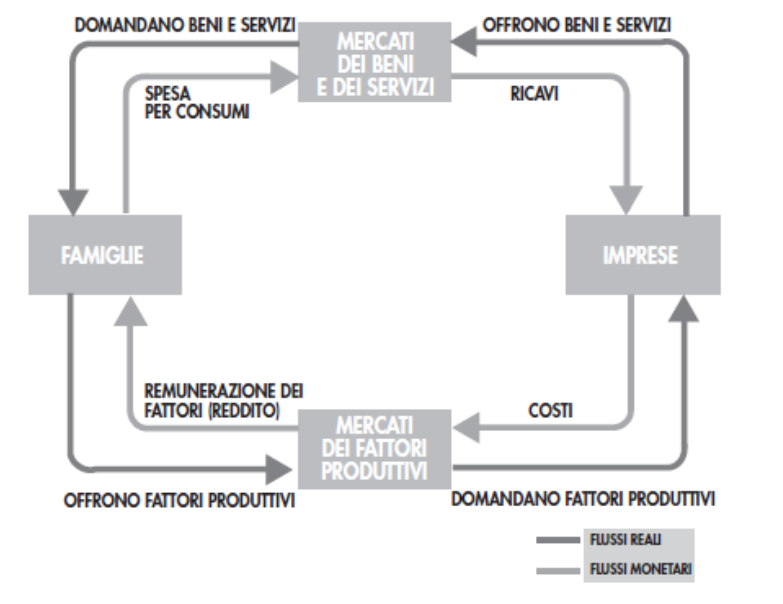 DOMANDANO BENI E SERVIZI
MERCATI
DEI BENI
E DEI SERVIZI
OFFRONO BENI E SERVIZI
SPESA
PER CONSUMI
RICAVI
FAMIGLIE
IMPRESE
REMUNERAZIONE DEI
FATTORI (REDDITO)
MERCATI
DEI FATTORI
PRODUTTIVI
COSTI
OFFRONO FATTORI PRODUTTIVI
DOMANDANO FATTORI PRODUTTIVI
FLUSSI REALI
FLUSSI MONETARI